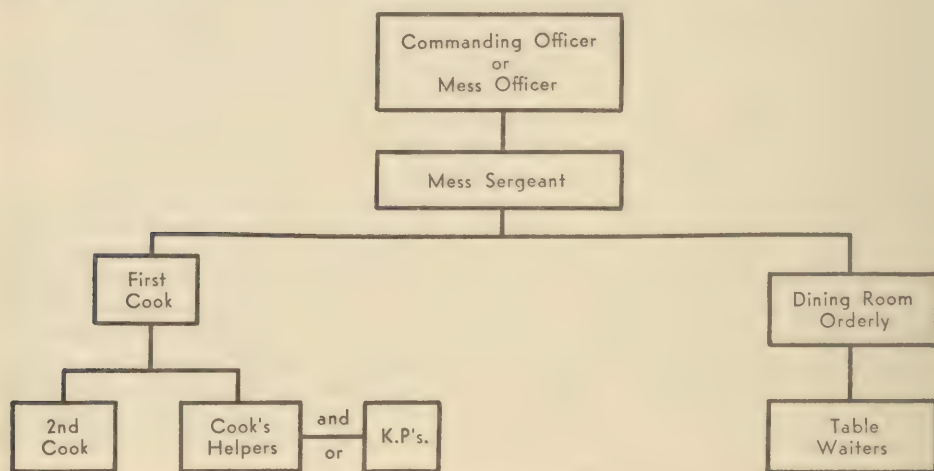 Commanding Officer
or
Mess Officer
Mess Sergeant
First
Cook
Dining Room
Orderly
2nd
Cook
Cook's
Helpers
and
or
K.P's.
Table
Waiters